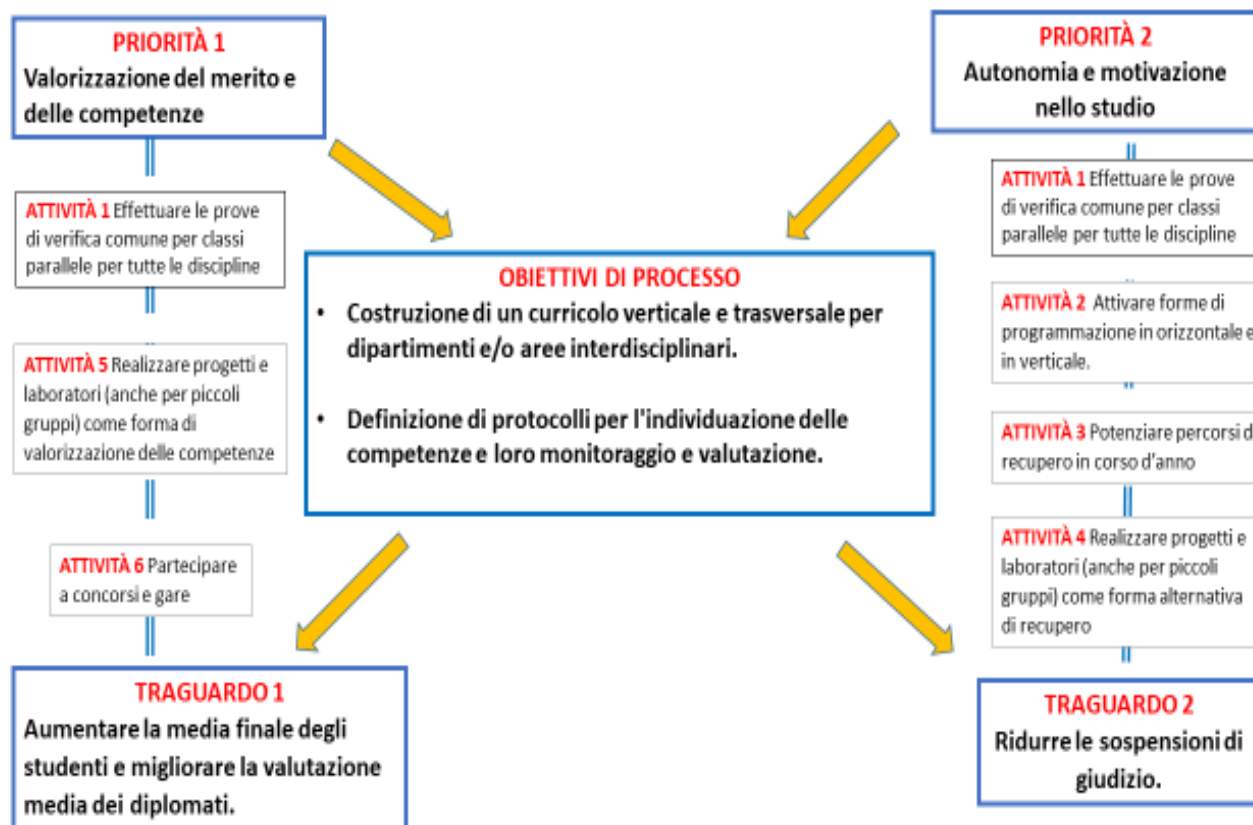 PRIORITÀ 1
Valorizzazione del merito e
delle competenze
ATTIVITÀ 1 Effettuare le prove
di verifica comune per classi
parallele per tutte le discipline
ATTIVITÀ 5 Realizzare progetti e
laboratori (anche per piccoli
gruppi) come forma di
valorizzazione delle competenze
ATTIVITÀ 6 Partecipare
a concorsi e gare
TRAGUARDO 1
Aumentare la media finale degli
studenti e migliorare la valutazione
media dei diplomati.
OBIETTIVI DI PROCESSO
• Costruzione di un curricolo verticale e trasversale per
dipartimenti e/o aree interdisciplinari.
• Definizione di protocolli per l'individuazione delle
competenze e loro monitoraggio e valutazione.
PRIORITÀ 2
Autonomia e motivazione
nello studio
ATTIVITÀ 1 Effettuare le prove
di verifica comune per classi
parallele per tutte le discipline
ATTIVITÀ 2 Attivare forme di
programmazione in orizzontale e
in verticale.
ATTIVITÀ 3 Potenziare percorsi d
recupero in corso d'anno
ATTIVITÀ 4 Realizzare progetti e
laboratori (anche per piccoli
gruppi) come forma alternativa
di recupero
TRAGUARDO 2
Ridurre le sospensioni di
giudizio.